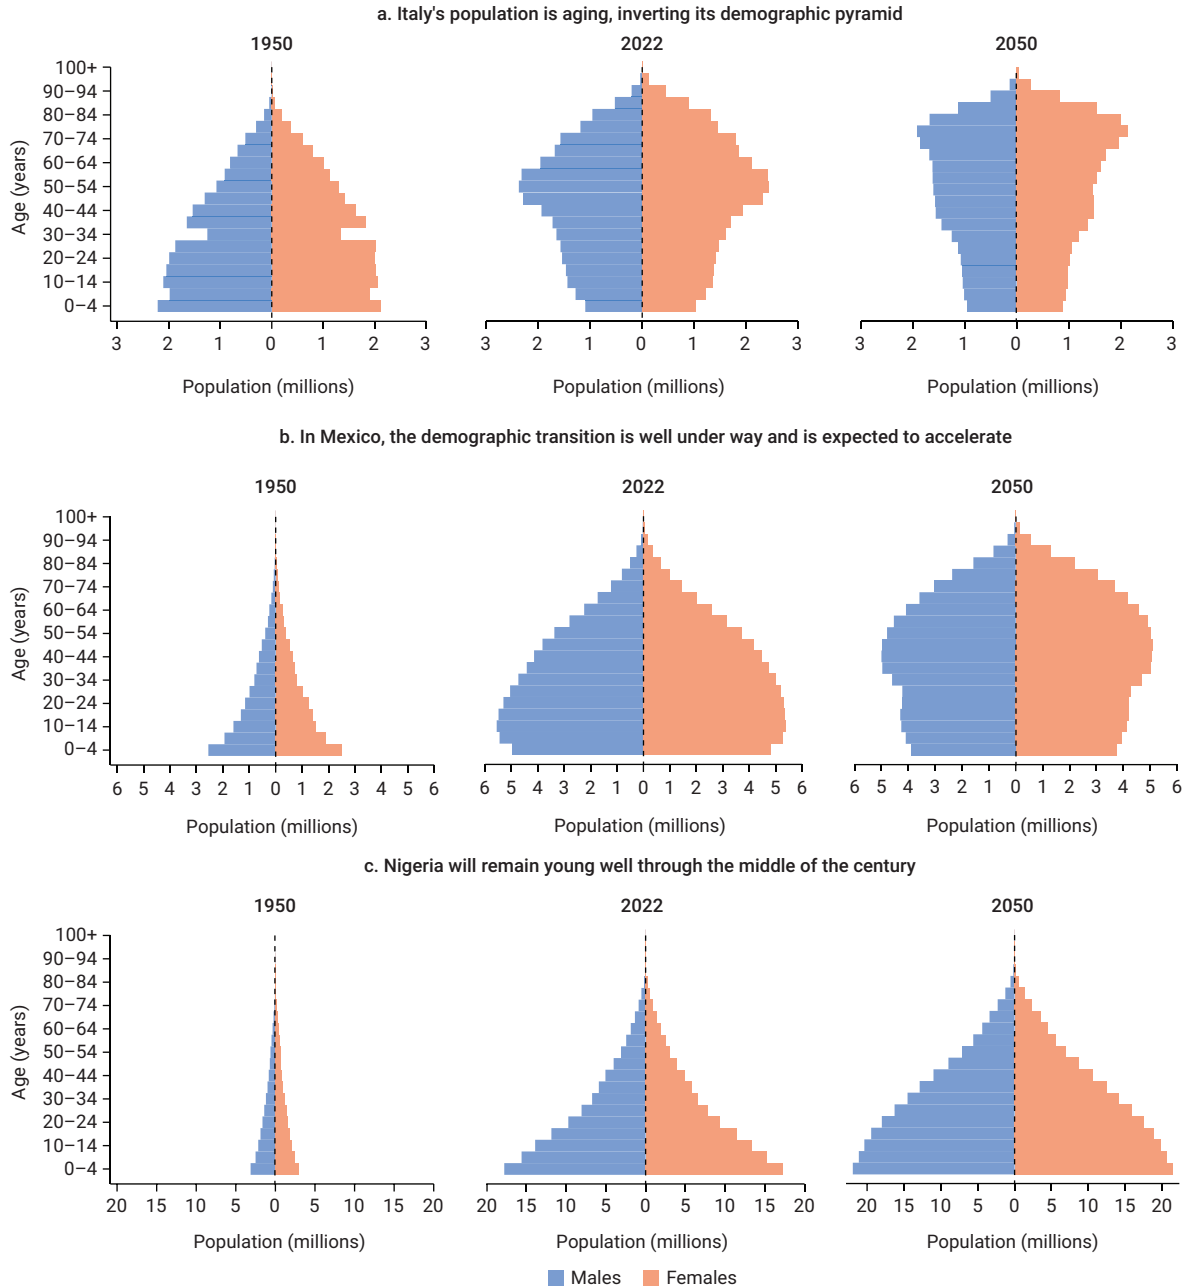 a. Italy's population is aging, inverting its demographic pyramid
1950
2022
2050
Age (years)
100+
90–94
80–84
70–74
60–64
50–54
40–44
30–34
20–24
10–14
0–4
3 2 1 0 1 2 3
3 2 1 0 1 2 3
3 2 1 0 1 2 3
Population (millions)
Population (millions)
Population (millions)
b. In Mexico, the demographic transition is well under way and is expected to accelerate
1950
2022
2050
Age (years)
100+
90–94
80–84
70–74
60–64
50–54
40–44
30–34
20–24
10–14
0–4
6 5 4 3 2 1 0 1 2 3 4 5 6
6 5 4 3 2 1 0 1 2 3 4 5 6
6 5 4 3 2 1 0 1 2 3 4 5 6
Population (millions)
Population (millions)
Population (millions)
c. Nigeria will remain young well through the middle of the century
1950
2022
2050
Age (years)
100+
90–94
80–84
70–74
60–64
50–54
40–44
30–34
20–24
10–14
0–4
20 15 10 5 0 5 10 15 20
20 15 10 5 0 5 10 15 20
20 15 10 5 0 5 10 15 20
Population (millions)
Population (millions)
Population (millions)
Males Females